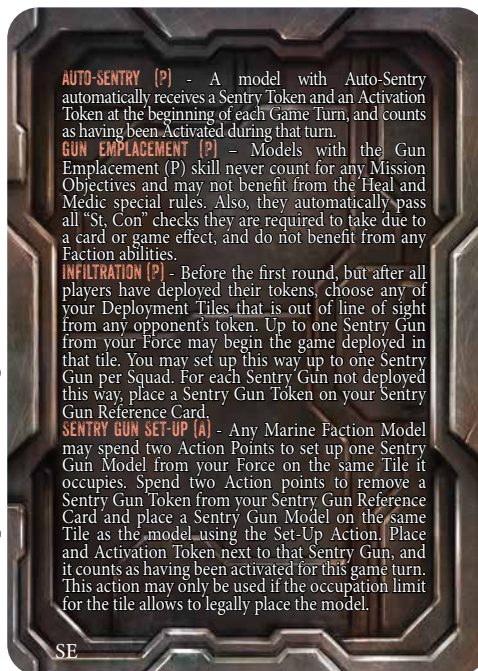 AUTO-SENTRY (P) - A model with Auto-Sentry
automatically receives a Sentry Token and an Activation
Token at the beginning of each Game Turn, and counts
as having been Activated during that turn.
GUN EMPLACEMENT (P) – Models with the Gun
Emplacement (P) skill never count for any Mission
Objectives and may not benefit from the Heal and
Medic special rules. Also, they automatically pass
all “St, Con” checks they are required to take due to
a card or game effect, and do not benefit from any
Faction abilities.
INFILTRATION (P) - Before the first round, but after all
players have deployed their tokens, choose any of
your Deployment Tiles that is out of line of sight
from any opponent's token. Up to one Sentry Gun
from your Force may begin the game deployed in
that tile. You may set up this way up to one Sentry
Gun per Squad. For each Sentry Gun not deployed
this way, place a Sentry Gun Token on your Sentry
Gun Reference Card.
SENTRY GUN SET-UP (A) - Any Marine Faction Model
may spend two Action Points to set up one Sentry
Gun Model from your Force on the same Tile it
occupies. Spend two Action points to remove a
Sentry Gun Token from your Sentry Gun Reference
Card and place a Sentry Gun Model on the same
Tile as the model using the Set-Up Action. Place
and Activation Token next to that Sentry Gun, and
it counts as having been activated for this game turn.
This action may only be used if the occupation limit
for the tile allows to legally place the model.
SE